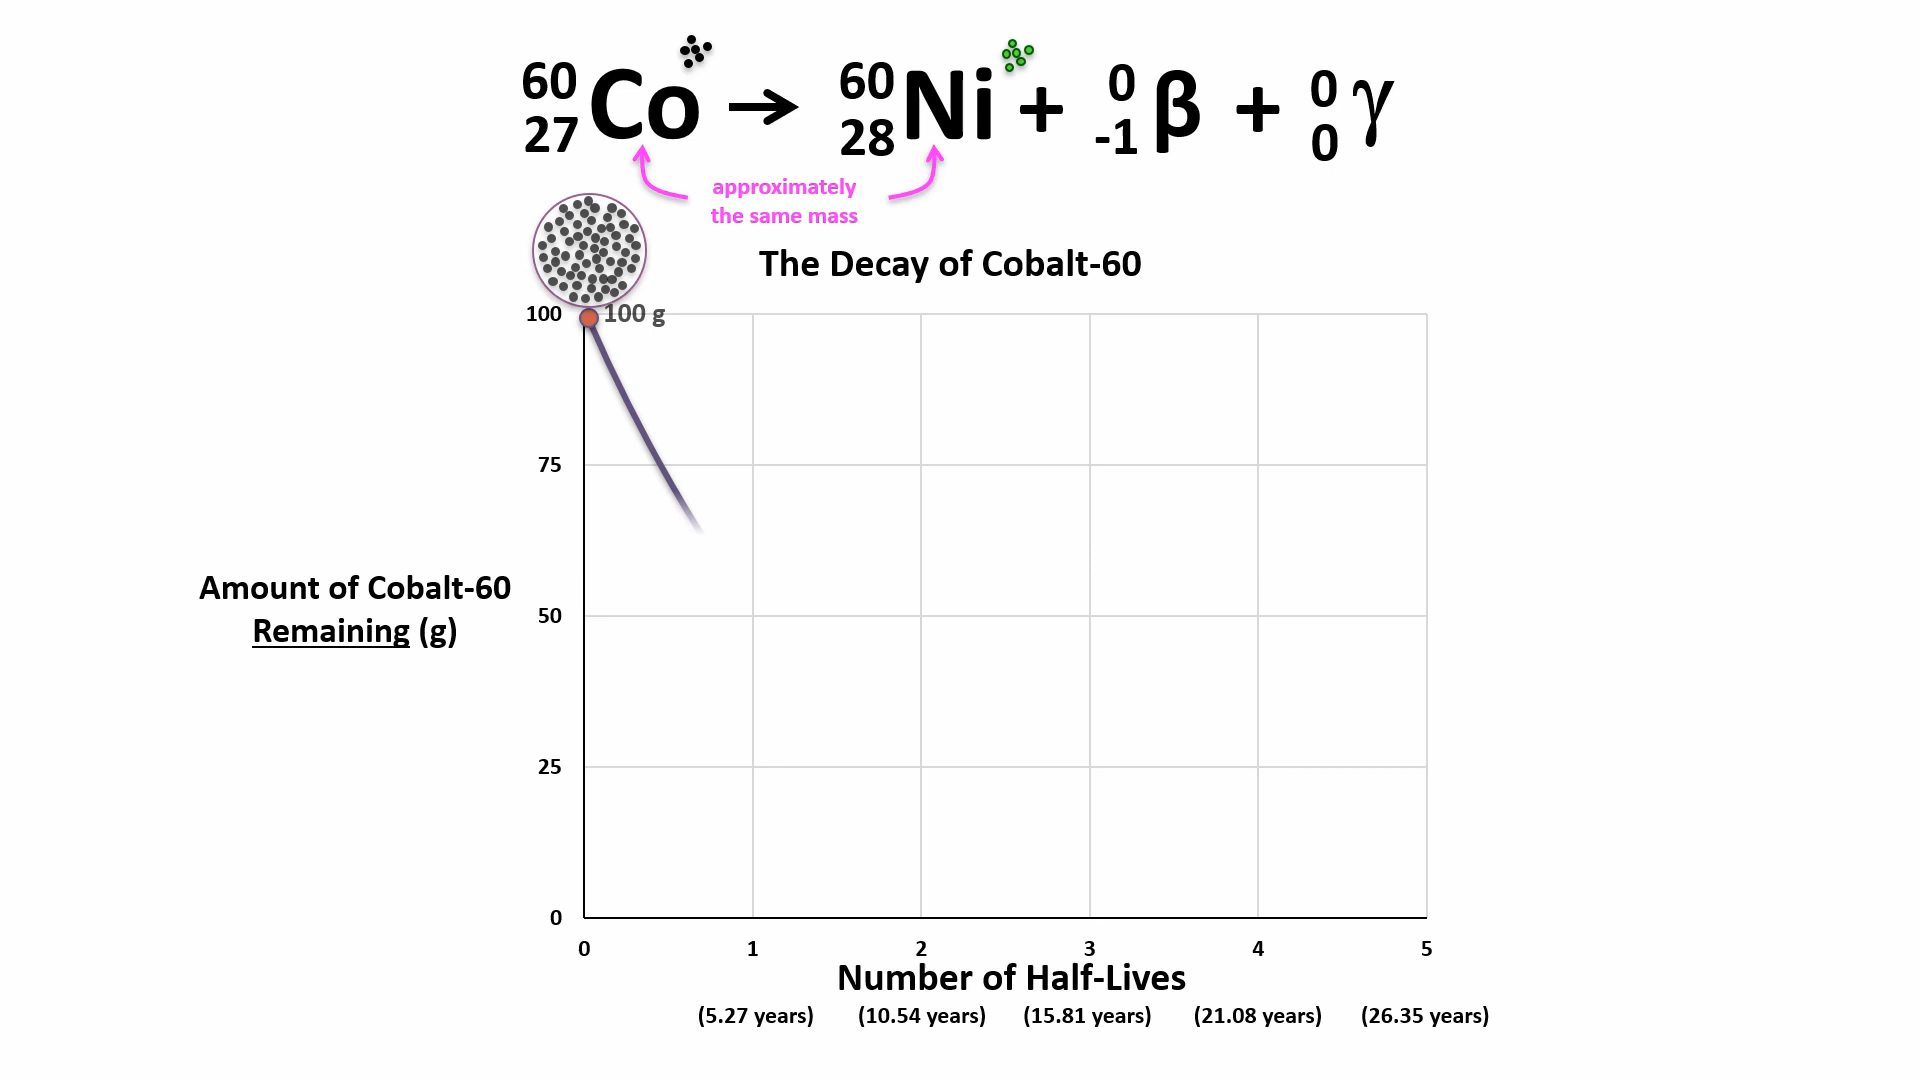 60 60 0 0
Co → Ni + β + γ
27 28 -1 0
approximately
the same mass
The Decay of Cobalt-60
100 100 g
75
50
Amount of Cobalt-60
Remaining (g)
25
0
0 1 2 3 4 5
Number of Half-Lives
(5.27 years) (10.54 years) (15.81 years) (21.08 years) (26.35 years)